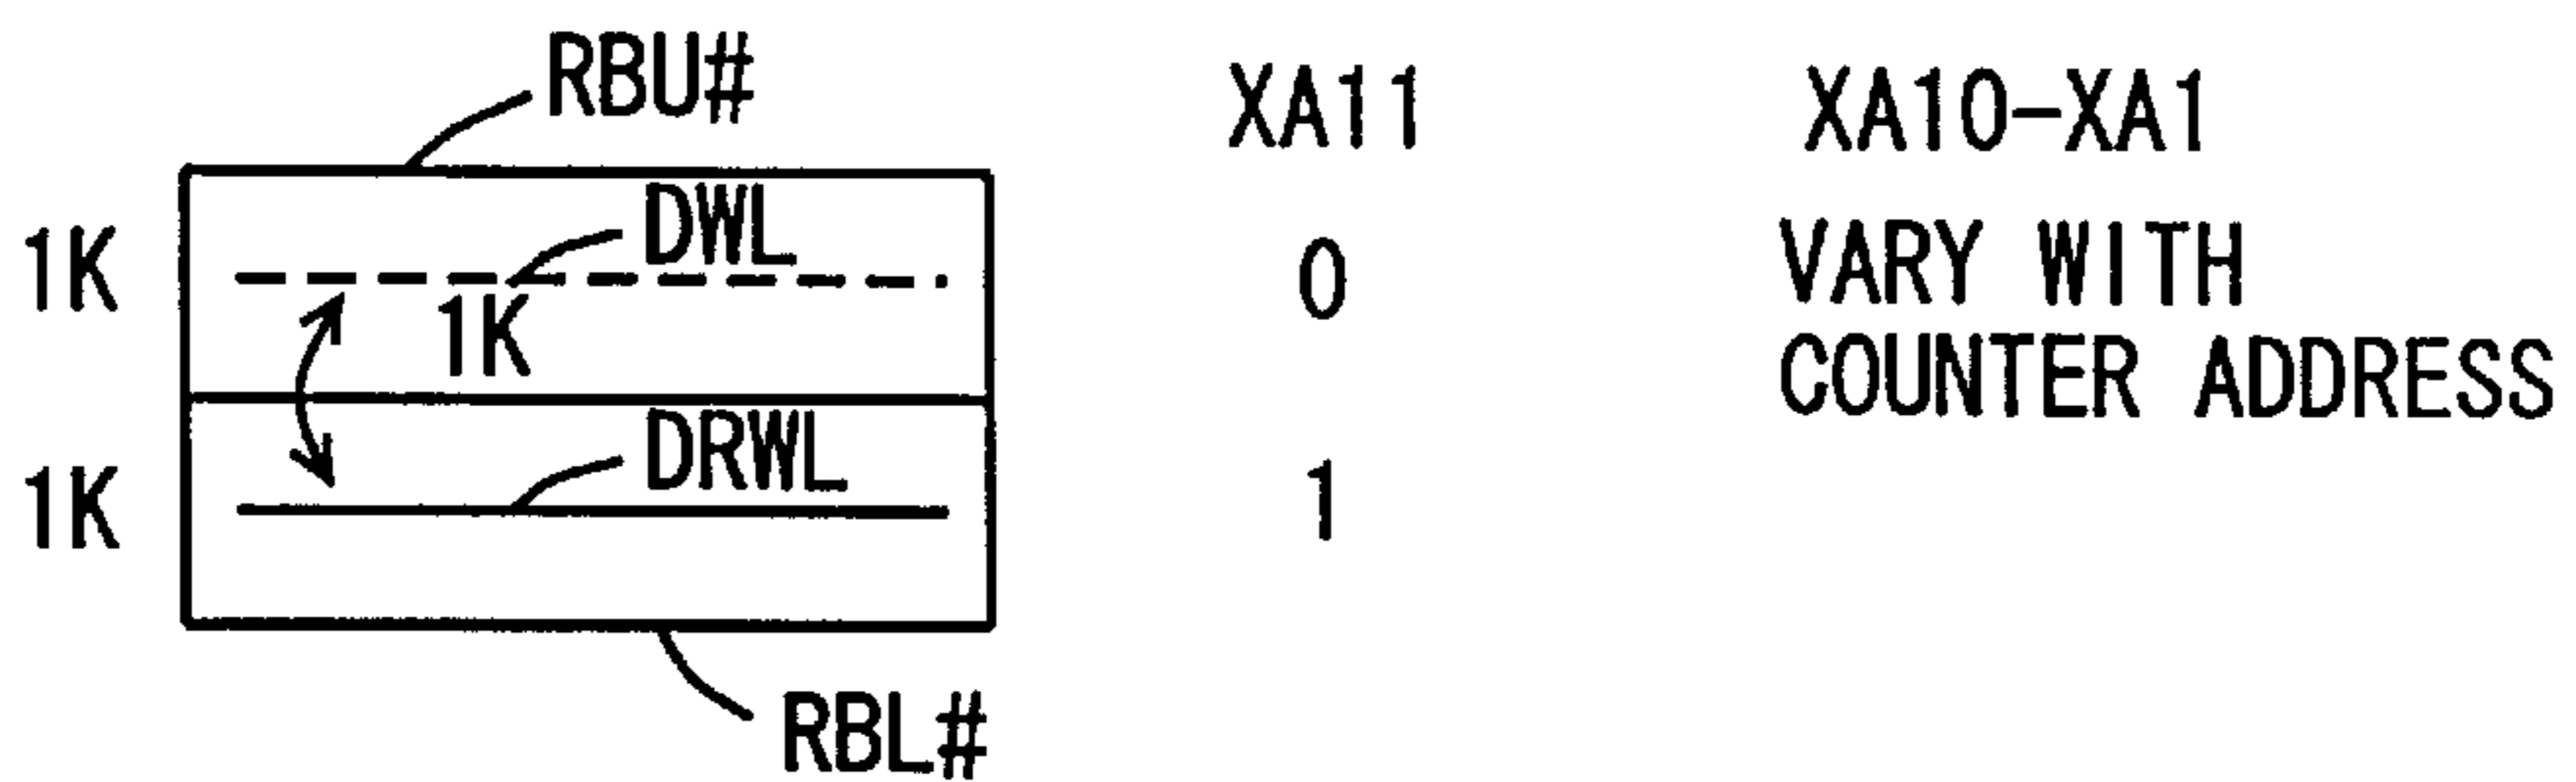 RBU#
XA11
XA10-XA1
1K
DWL
1K
0
VARY WITH
COUNTER ADDRESS
1K
DRWL
1
RBL#